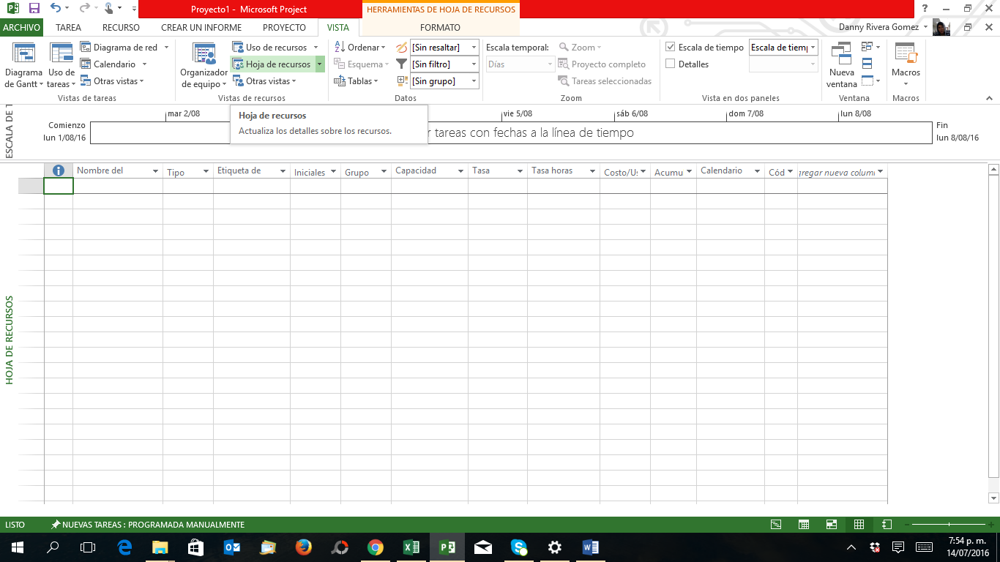 Proyecto1 - Microsoft Project
HERRAMIENTAS DE HOJA DE RECURSOS
?
ARCHIVO TAREA RECURSO CREAR UN INFORME PROYECTO VISTA FORMATO
Danny Rivera Gomez
Diagrama de Gantt
Uso de tareas
Diagrama de red
Calendario
Otras vistas
Vistas de tareas
Organizador de equipo
Uso de recursos
Hoja de recursos
Otras vistas
Vistas de recursos
Ordenar
Esquema
Tablas
[Sin resaltar]
[Sin filtro]
[Sin grupo]
Datos
Escala temporal:
Días
Zoom
Proyecto completo
Tareas seleccionadas
Zoom
Escala de tiempo
Escala de tiemp
Detalles
Vista en dos paneles
Nueva ventana
Ventana
Macros
Macros
ESCALA DE T
Comienzo
lun 1/08/16
mar 2/08
vie 5/08
sáb 6/08
dom 7/08
lun 8/08
Hoja de recursos
Actualiza los detalles sobre los recursos.
r tareas con fechas a la línea de tiempo
Fin
lun 8/08/16
Nombre del
Tipo
Etiqueta de
Iniciales
Grupo
Capacidad
Tasa
Tasa horas
Costo/Us
Acumu
Calendario
Cód
gregar nueva colum
HOJA DE RECURSOS
LISTO
NUEVAS TAREAS : PROGRAMADA MANUALMENTE
7:54 p. m.
14/07/2016